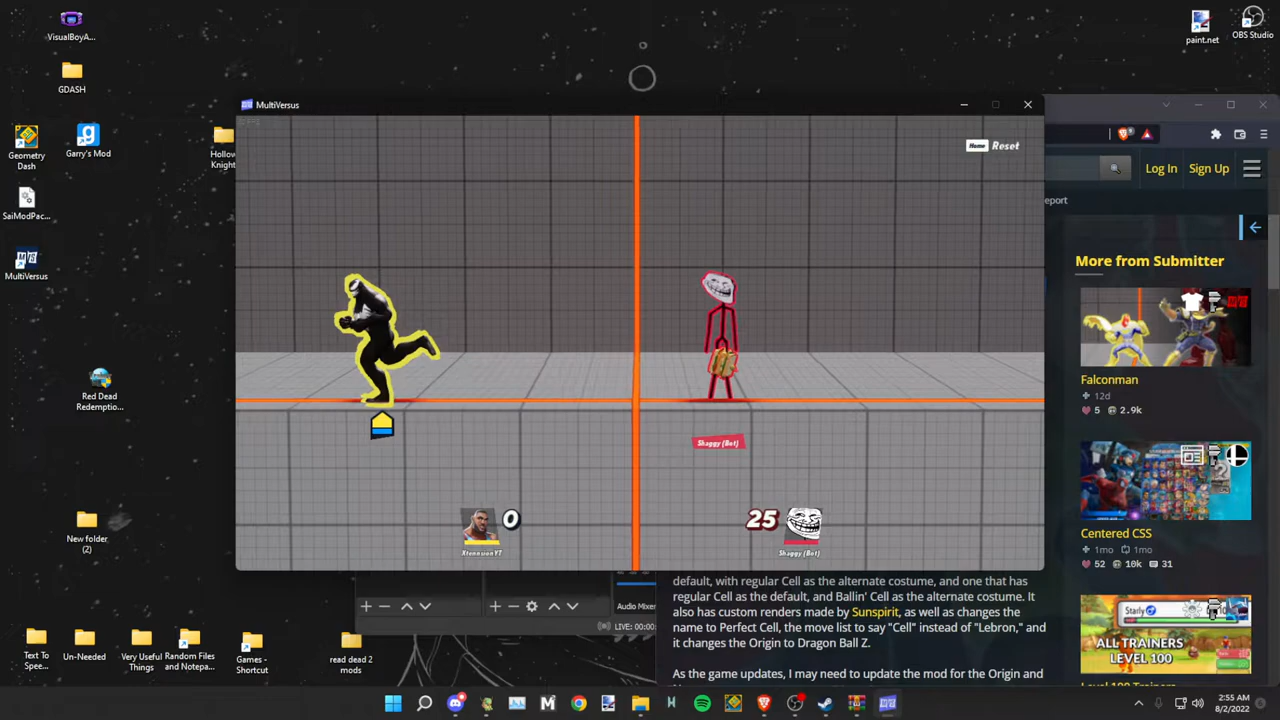 VisualBoyA...
GDASH
Geometry
Dash
Garry's Mod
Hollow
Knight
SaiModPac...
MultiVersus
Red Dead
Redemptio...
New folder
(2)
Text To
Spee...
Un-Needed
Very Useful
Things
Random Files
and Notepa...
Games -
Shortcut
read dead 2
mods
paint.net
OBS Studio
MultiVersus
Home Reset
Shaggy (Bot)
0
XtennsionYT
25
Shaggy (Bot)
Audio Mixer
LIVE: 00:00
Log In
Sign Up
More from Submitter
Falconman
12d
5 2.9k
Centered CSS
1mo 1mo
52 10k 31
Starly
ALL TRAINERS
LEVEL 100
Level 100 Trainers
default, with regular Cell as the alternate costume, and one that has
regular Cell as the default, and Ballin' Cell as the alternate costume. It
also has custom renders made by Sunspirit, as well as changes the
name to Perfect Cell, the move list to say "Cell" instead of "Lebron," and
it changes the Origin to Dragon Ball Z.
As the game updates, I may need to update the mod for the Origin and
2:55 AM
8/2/2022